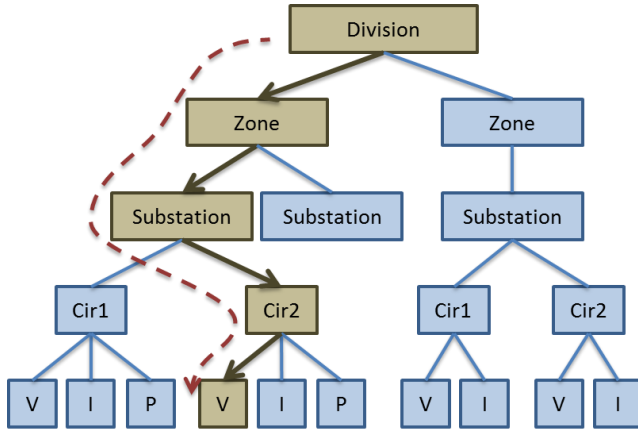 Division
Zone Zone
Substation Substation Substation
Cir1 Cir2 Cir1 Cir2
V I P V I P V I V I